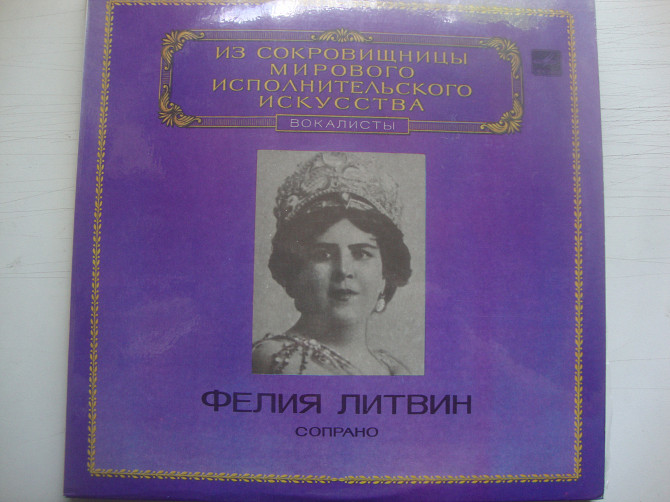 ИЗ СОКРОВИЩНИЦЫ
МИРОВОГО
ИСПОЛНИТЕЛЬСКОГО
ИСКУССТВА
ВОКАЛИСТЫ
ФЕЛИЯ ЛИТВИН
СОПРАНО